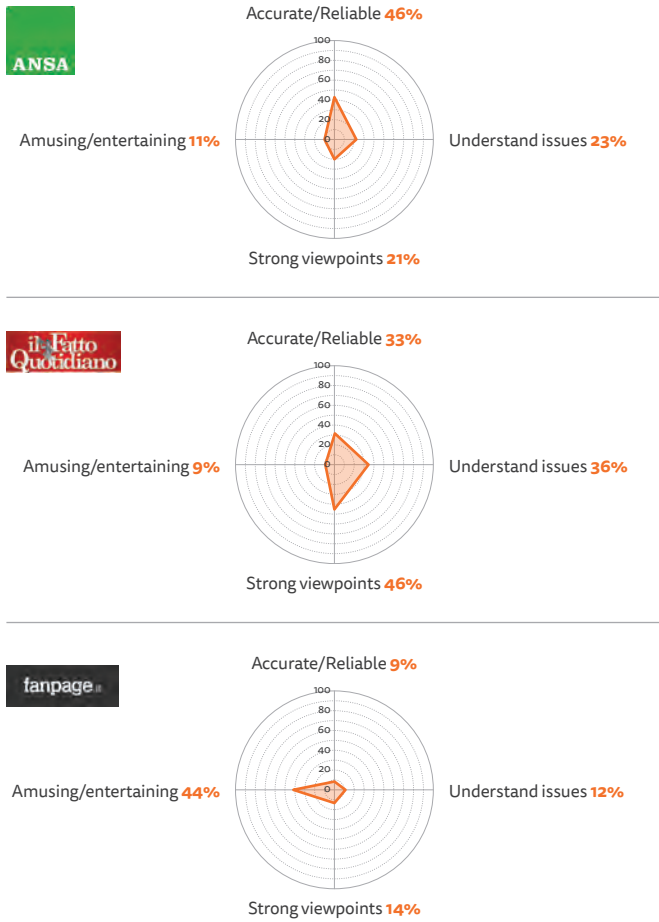 ANSA
Accurate/Reliable 46%
100
80
60
40
20
0
Amusing/entertaining 11%
Understand issues 23%
Strong viewpoints 21%
il Fatto
Quotidiano
Accurate/Reliable 33%
100
80
60
40
20
0
Amusing/entertaining 9%
Understand issues 36%
Strong viewpoints 46%
fanpage.it
Accurate/Reliable 9%
100
80
60
40
20
0
Amusing/entertaining 44%
Understand issues 12%
Strong viewpoints 14%